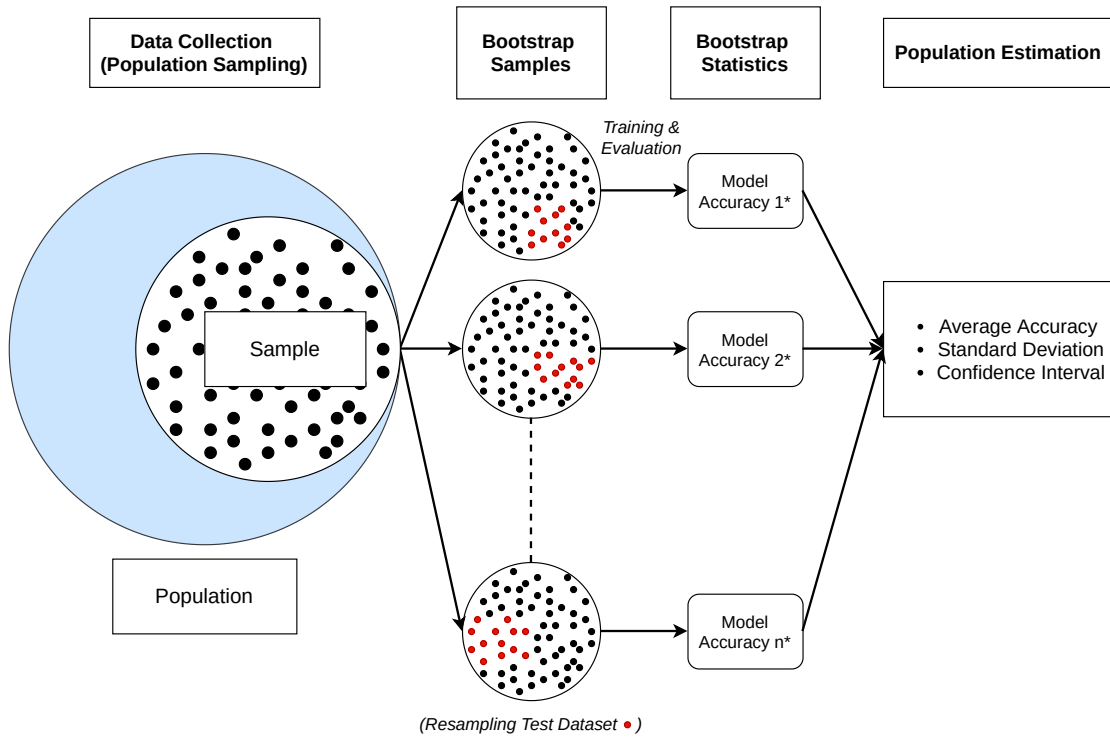 Data Collection
(Population Sampling)
Bootstrap
Samples
Bootstrap
Statistics
Population Estimation
Training &
Evaluation
Model
Accuracy 1*
Sample
Model
Accuracy 2*
• Average Accuracy
• Standard Deviation
• Confidence Interval
Population
Model
Accuracy n*
(Resampling Test Dataset • )